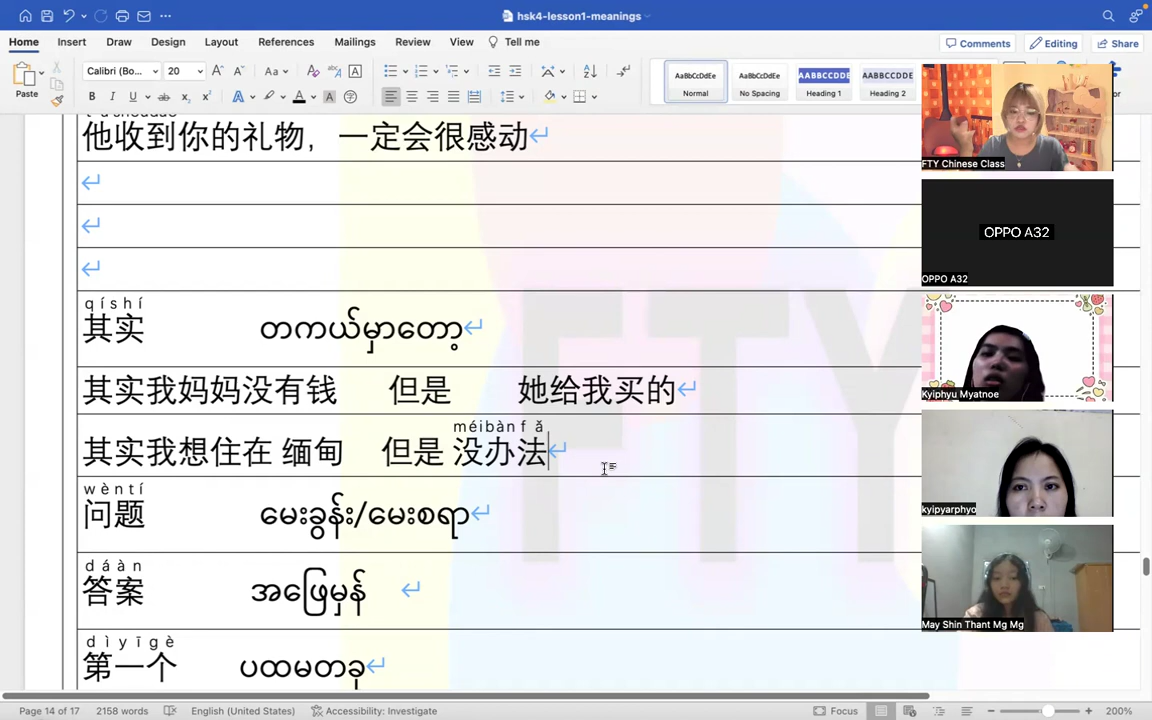 hsk4-lesson1-meanings
Home Insert Draw Design Layout References Mailings Review View Tell me
Comments Editing Share
Paste
Calibri (Bo... 20
AaBbCcDdEe AaBbCcDdEe AABBCCDD AABBCCDDEE
Normal No Spacing Heading 1 Heading 2
他收到你的礼物， 一定会很感动
qíshí
其实 တကယ်မှာတော့
其实我妈妈没有钱 但是 她给我买的
méibànfǎ
其实我想住在 缅甸 但是 没办法
wèntí
问题 မေးခွန်း/မေးစရာ
dáàn
答案 အဖြေမှန်
dìyīgè
第一个 ပထမတခု
FTY
FTY Chinese Class
OPPO A32
OPPO A32
Kyiphyu Myatnoe
kyipyarphyo
May Shin Thant Mg Mg
Page 14 of 17 2158 words English (United States) Accessibility: Investigate Focus 200%